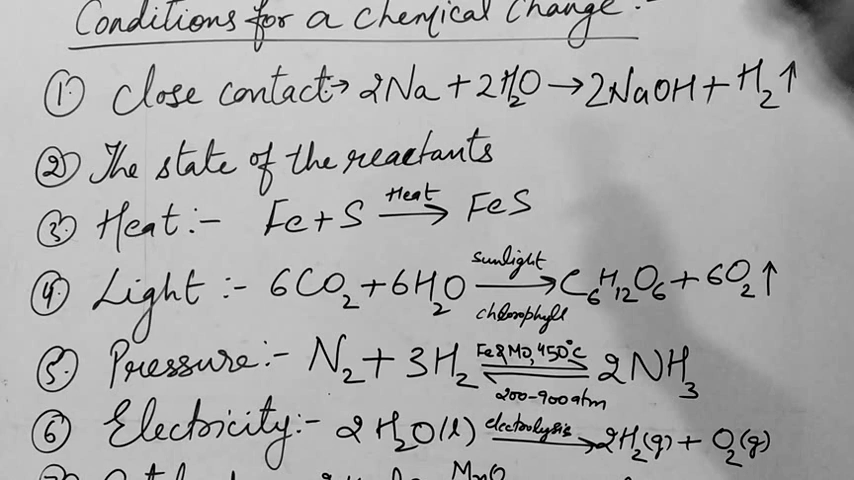 Conditions for a Chemical Change:-
① Close contact→ 2Na + 2H₂O → 2NaOH + H₂↑
② The state of the reactants
③ Heat:- Fe + S —Heat→ FeS
④ Light :- 6CO₂ + 6H₂O —sunlight chlorophyll→ C₆H₁₂O₆ + 6O₂↑
⑤ Pressure:- N₂ + 3H₂ Fe&MO, 450°C ⇌ 200-900atm 2NH₃
⑥ Electricity:- 2H₂O(l) —electrolysis→ 2H₂(g) + O₂(g)